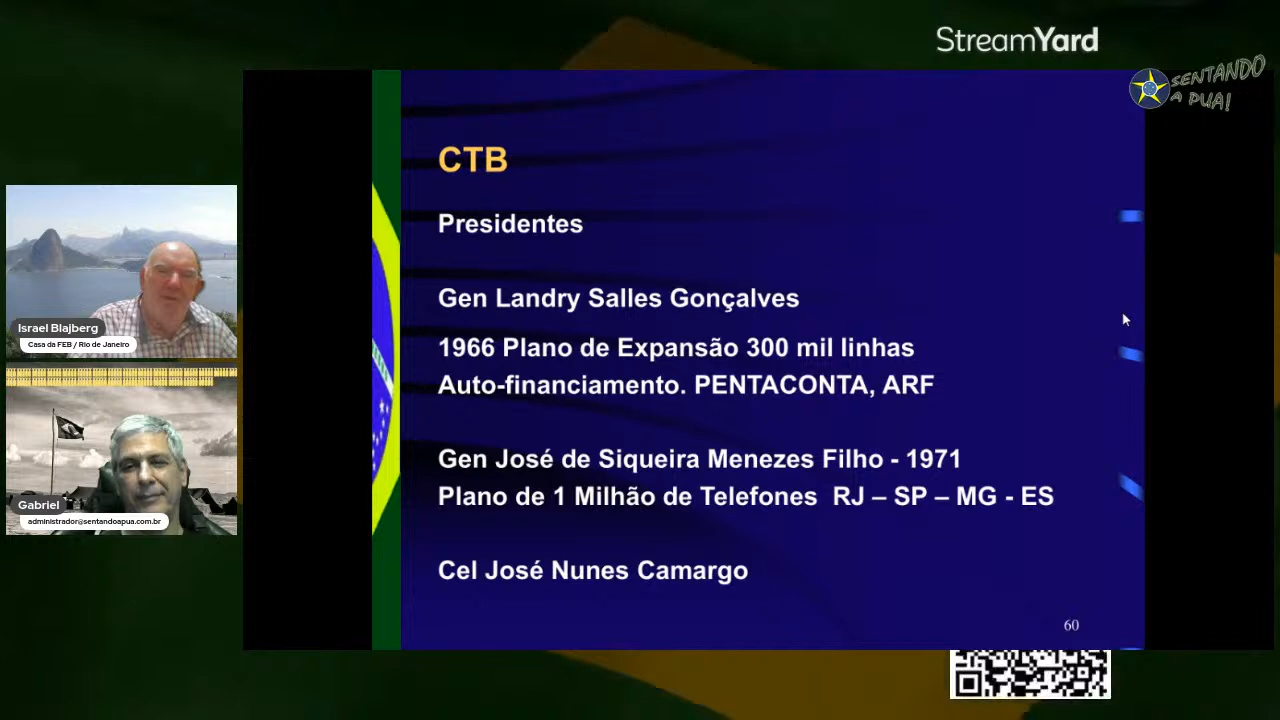 StreamYard
SENTANDO
A PUA!
CTB
Presidentes
Gen Landry Salles Gonçalves
1966 Plano de Expansão 300 mil linhas
Auto-financiamento. PENTACONTA, ARF
Gen José de Siqueira Menezes Filho - 1971
Plano de 1 Milhão de Telefones RJ – SP – MG - ES
Cel José Nunes Camargo
60
Israel Blajberg
Casa da FEB / Rio de Janeiro
Gabriel
administrador@sentandoapua.com.br